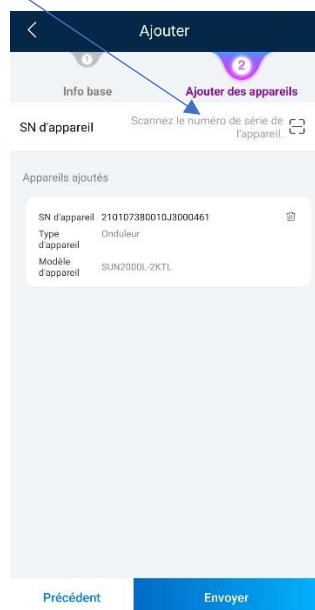 Ajouter
1
2
Info base
Ajouter des appareils
SN d'appareil
Scannez le numéro de série de
l'appareil.
Appareils ajoutés
SN d'appareil 210107380010J3000461
Type
d'appareil
Onduleur
Modèle
d'appareil
SUN2000L-2KTL
Précédent
Envoyer